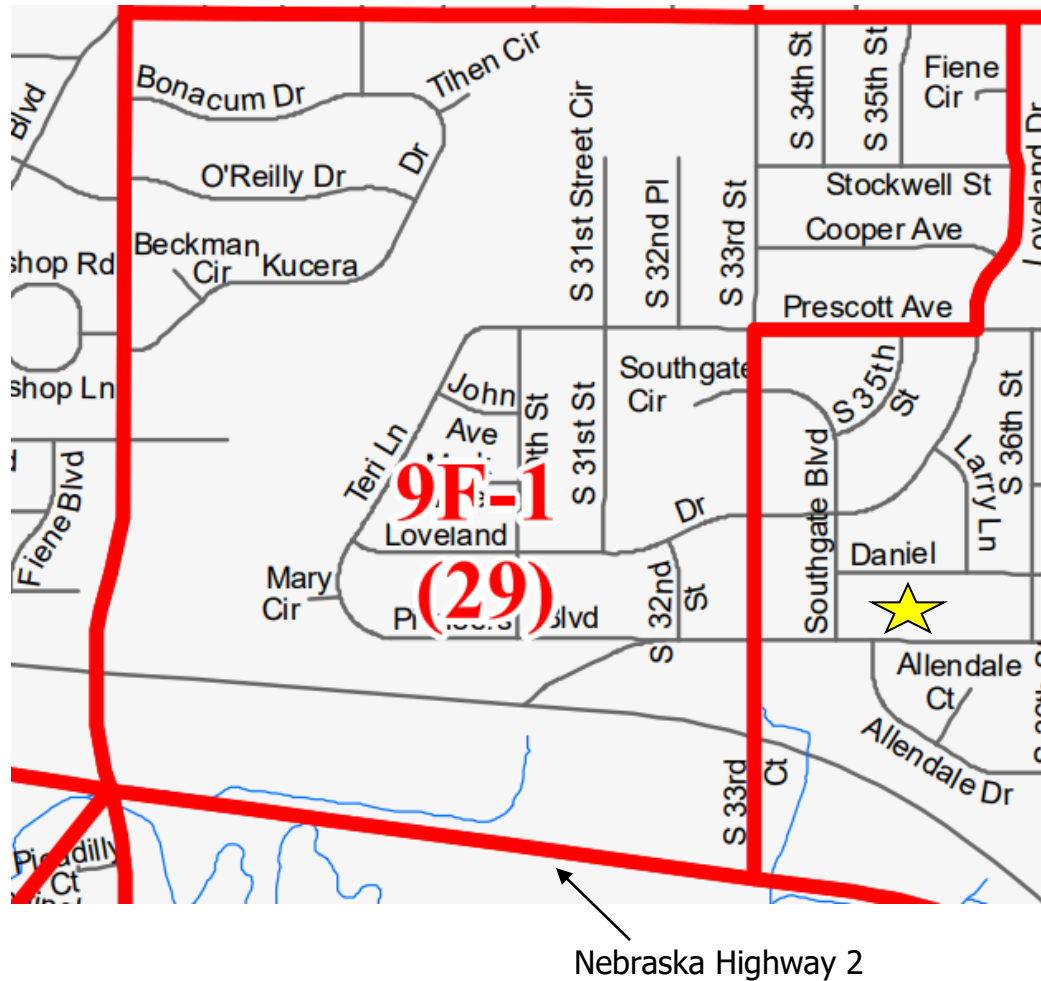 Blvd
Bonacum Dr
Tihen Cir
S 31st Street Cir
S 34th St
S 35th St
Fiene
Cir
Loveland Dr
O'Reilly Dr
Dr
Stockwell St
Cooper Ave
S 32nd Pl
S 33rd St
Beckman
Cir
Kucera
shop Rd
Prescott Ave
shop Ln
John
Ave
Southgate
Cir
S 35th
St
S 36th St
S 31st St
Teri Ln
9F-1
Larry Ln
Fiene Blvd
Southgate Blvd
Loveland
Dr
Daniel
Mary
Cir
(29)
Blvd
S 32nd
St
Allendale
Ct
Allendale Dr
S 33rd
Ct
Picadilly
Ct
Nebraska Highway 2